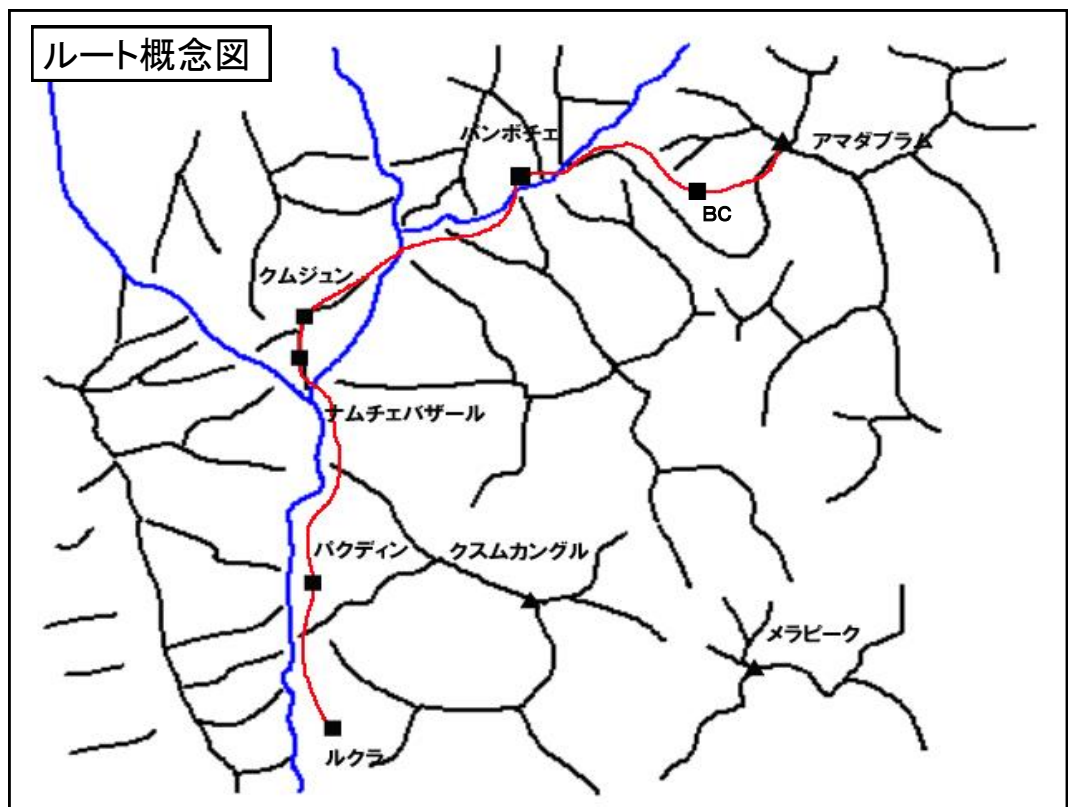 ルート概念図
パンボチェ
アマダブラム
BC
クムジュン
ナムチェバザール
パクディン
クスムカングル
メラピーク
ルクラ